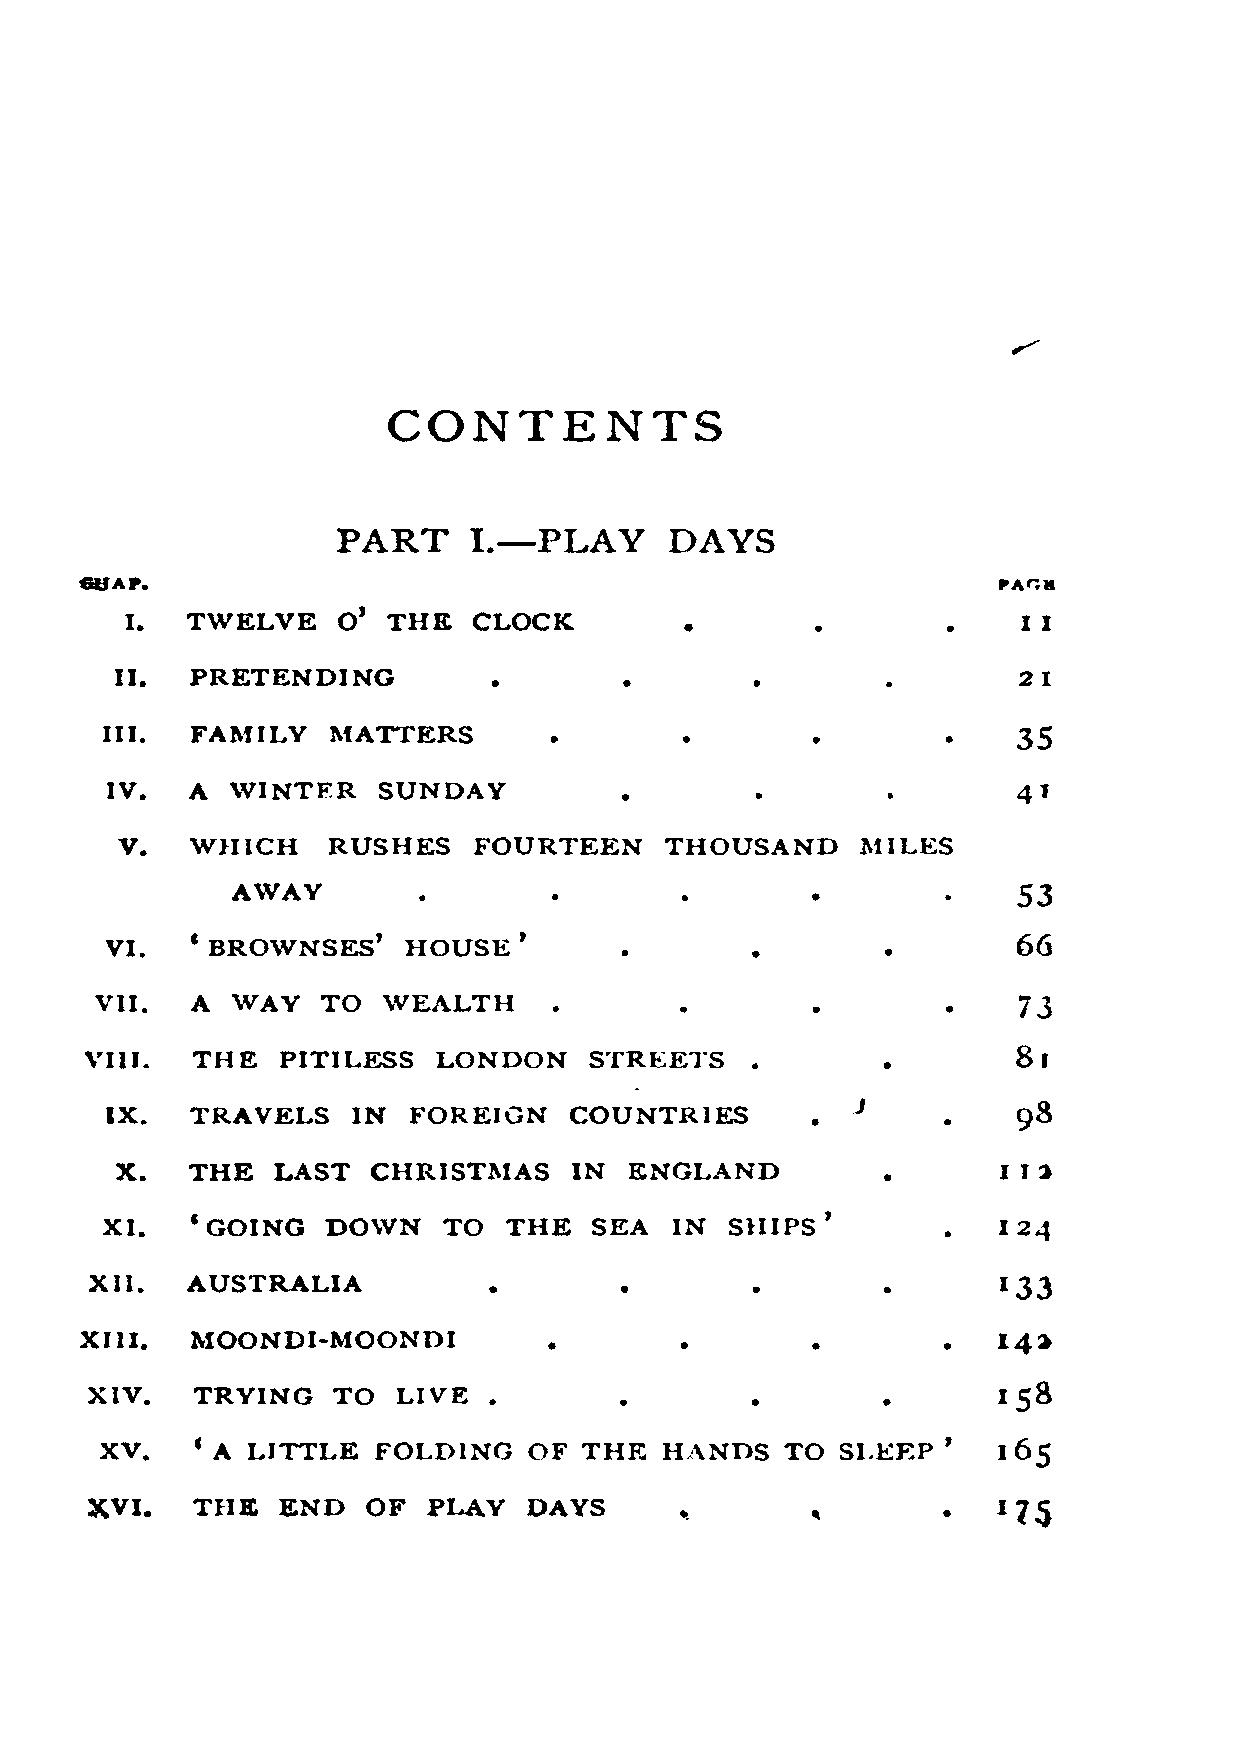 CONTENTS
PART I.—PLAY DAYS
CHAP. PAGE
I. TWELVE O' THE CLOCK . . . 11
II. PRETENDING . . . . 21
III. FAMILY MATTERS . . . . 35
IV. A WINTER SUNDAY . . . 41
V. WHICH RUSHES FOURTEEN THOUSAND MILES
AWAY . . . . . 53
VI. ‘BROWNSES’ HOUSE’ . . . 66
VII. A WAY TO WEALTH . . . . 73
VIII. THE PITILESS LONDON STREETS . . 81
IX. TRAVELS IN FOREIGN COUNTRIES . . 98
X. THE LAST CHRISTMAS IN ENGLAND . 112
XI. ‘GOING DOWN TO THE SEA IN SHIPS’ . 124
XII. AUSTRALIA . . . . 133
XIII. MOONDI-MOONDI . . . . 142
XIV. TRYING TO LIVE . . . . 158
XV. ‘A LITTLE FOLDING OF THE HANDS TO SLEEP’ 165
XVI. THE END OF PLAY DAYS . . . 175